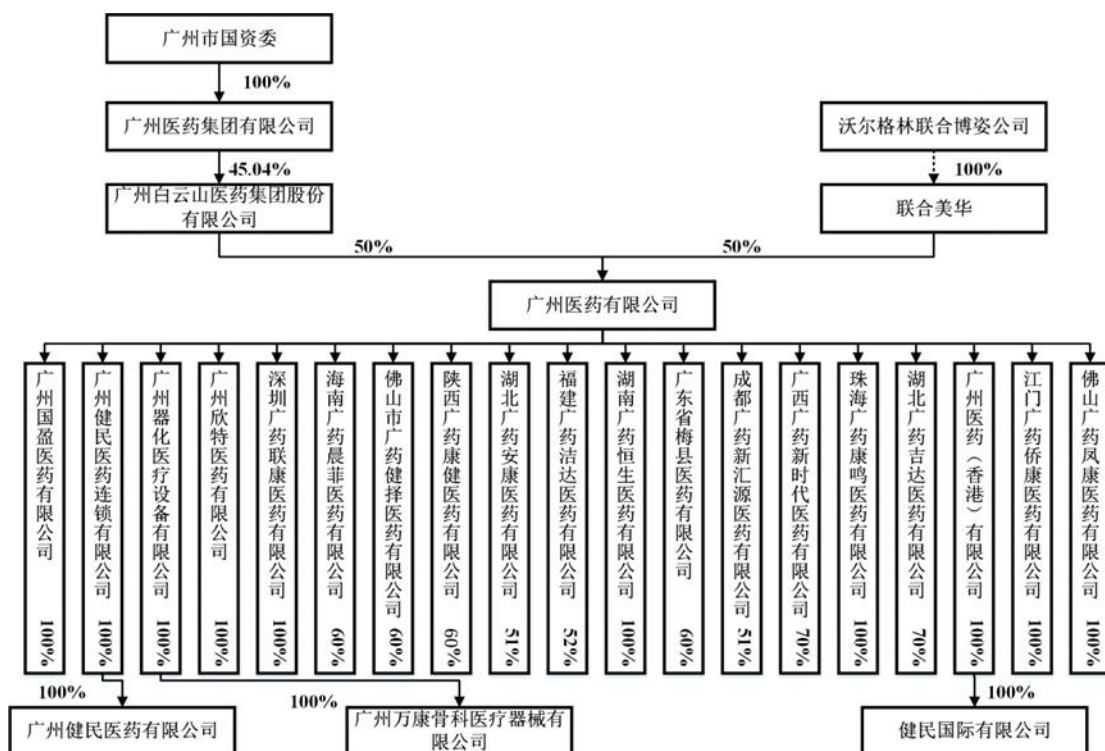 广州市国资委
100%
广州医药集团有限公司
沃尔格林联合博姿公司
45.04%
100%
广州白云山医药集团股份
有限公司
联合美华
50%
50%
广州医药有限公司
广州国盈医药有限公司 100%
广州健民医药连锁有限公司 100%
广州器化医疗设备有限公司 100%
广州欣特医药有限公司 100%
深圳广药联康医药有限公司 100%
海南广药晨菲医药有限公司 60%
佛山市广药健择医药有限公司 60%
陕西广药康健医药有限公司 60%
湖北广药安康医药有限公司 51%
福建广药洁达医药有限公司 52%
湖南广药恒生医药有限公司 100%
广东省梅县医药有限公司 60%
成都广药新汇源医药有限公司 51%
广西广药新时代医药有限公司 70%
珠海广药康鸣医药有限公司 100%
湖北广药吉达医药有限公司 70%
广州医药（香港）有限公司 100%
江门广药侨康医药有限公司 100%
佛山广药凤康医药有限公司 100%
100%
100%
100%
广州健民医药有限公司
广州万康骨科医疗器械有
限公司
健民国际有限公司